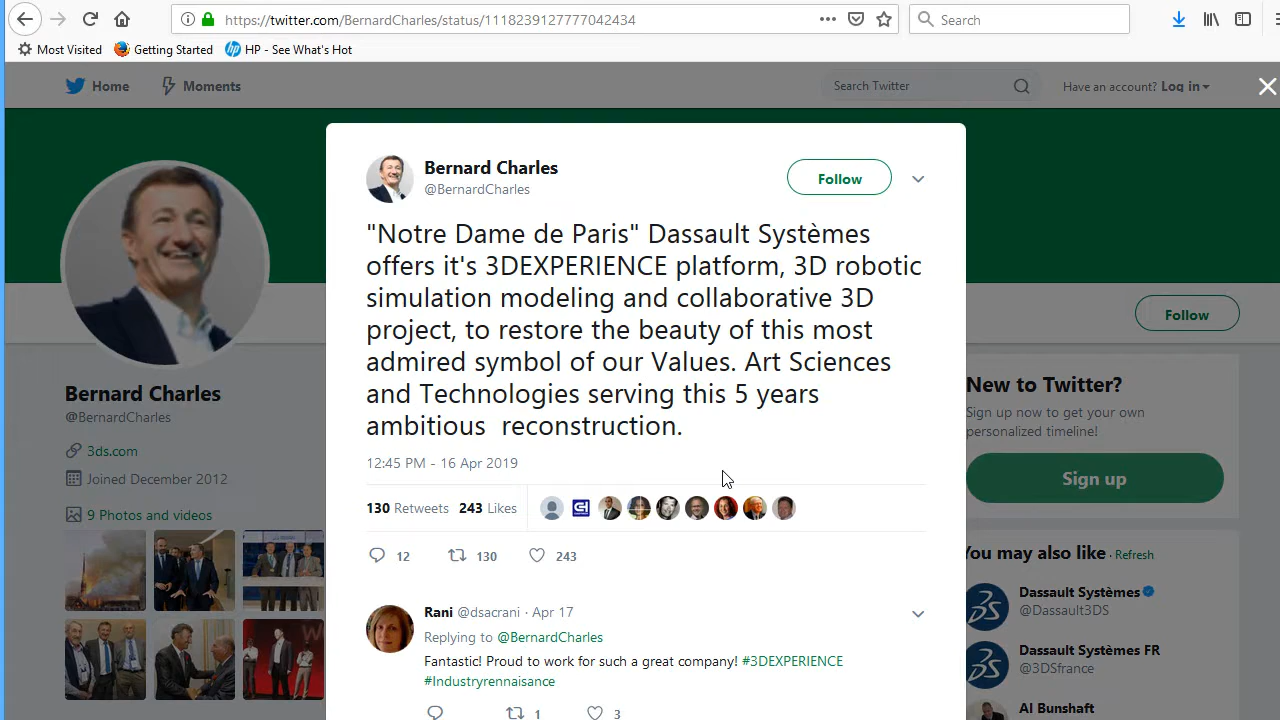 https://twitter.com/BernardCharles/status/1118239127777042434
Search
Most Visited
Getting Started
HP - See What's Hot
Home
Moments
Search Twitter
Have an account? Log in
Bernard Charles
@BernardCharles
Follow
"Notre Dame de Paris" Dassault Systèmes
offers it's 3DEXPERIENCE platform, 3D robotic
simulation modeling and collaborative 3D
project, to restore the beauty of this most
admired symbol of our Values. Art Sciences
and Technologies serving this 5 years
ambitious  reconstruction.
12:45 PM - 16 Apr 2019
130 Retweets 243 Likes
12 130 243
Rani @dsacrani · Apr 17
Replying to @BernardCharles
Fantastic! Proud to work for such a great company! #3DEXPERIENCE
#Industryrennaisance
1 3
Bernard Charles
@BernardCharles
3ds.com
Joined December 2012
9 Photos and videos
Follow
New to Twitter?
Sign up now to get your own
personalized timeline!
Sign up
You may also like · Refresh
Dassault Systèmes
@Dassault3DS
Dassault Systèmes FR
@3DSfrance
Al Bunshaft